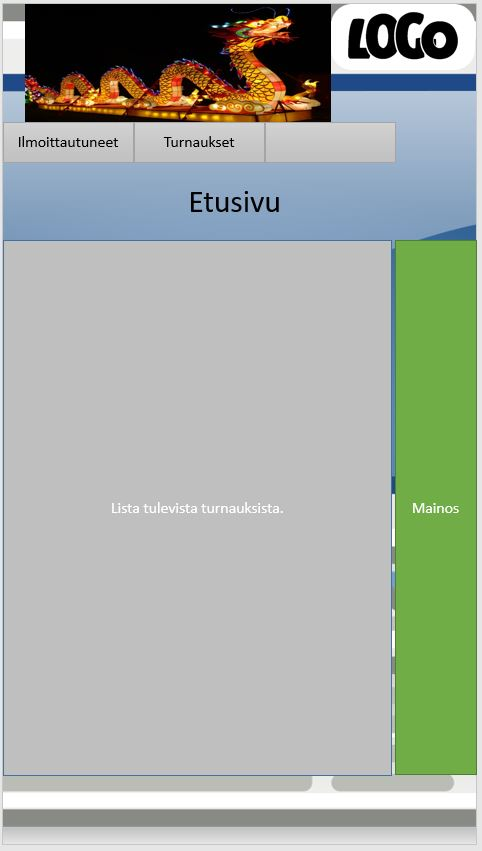 LOGO
Ilmoittautuneet
Turnaukset
Etusivu
Lista tulevista turnauksista.
Mainos